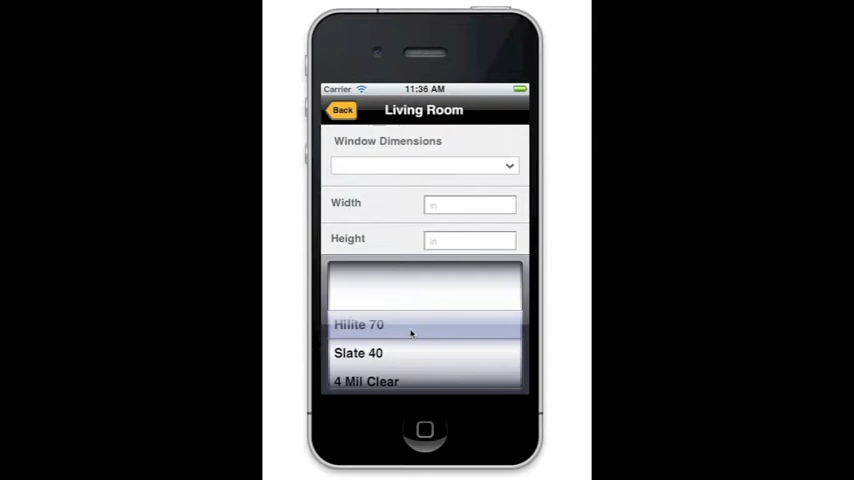 Carrier 11:36 AM
Back Living Room
Window Dimensions
Width in
Height in
Hilite 70
Slate 40
4 Mil Clear